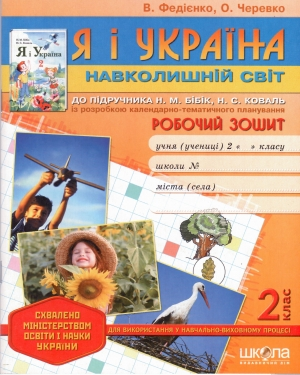 В. Федієнко, О. Черевко
Я і Україна
Я І УКРАЇНА
НАВКОЛИШНІЙ СВІТ
ДО ПІДРУЧНИКА Н. М. БІБІК, Н. С. КОВАЛЬ
ІЗ РОЗРОБКОЮ КАЛЕНДАРНО-ТЕМАТИЧНОГО ПЛАНУВАННЯ
РОБОЧИЙ ЗОШИТ
учня (учениці) 2 « » класу
школи №
міста (села)
2 клас
СХВАЛЕНО
МІНІСТЕРСТВОМ
ОСВІТИ І НАУКИ
УКРАЇНИ
ДЛЯ ВИКОРИСТАННЯ У НАВЧАЛЬНО-ВИХОВНОМУ ПРОЦЕСІ
ШКОЛА